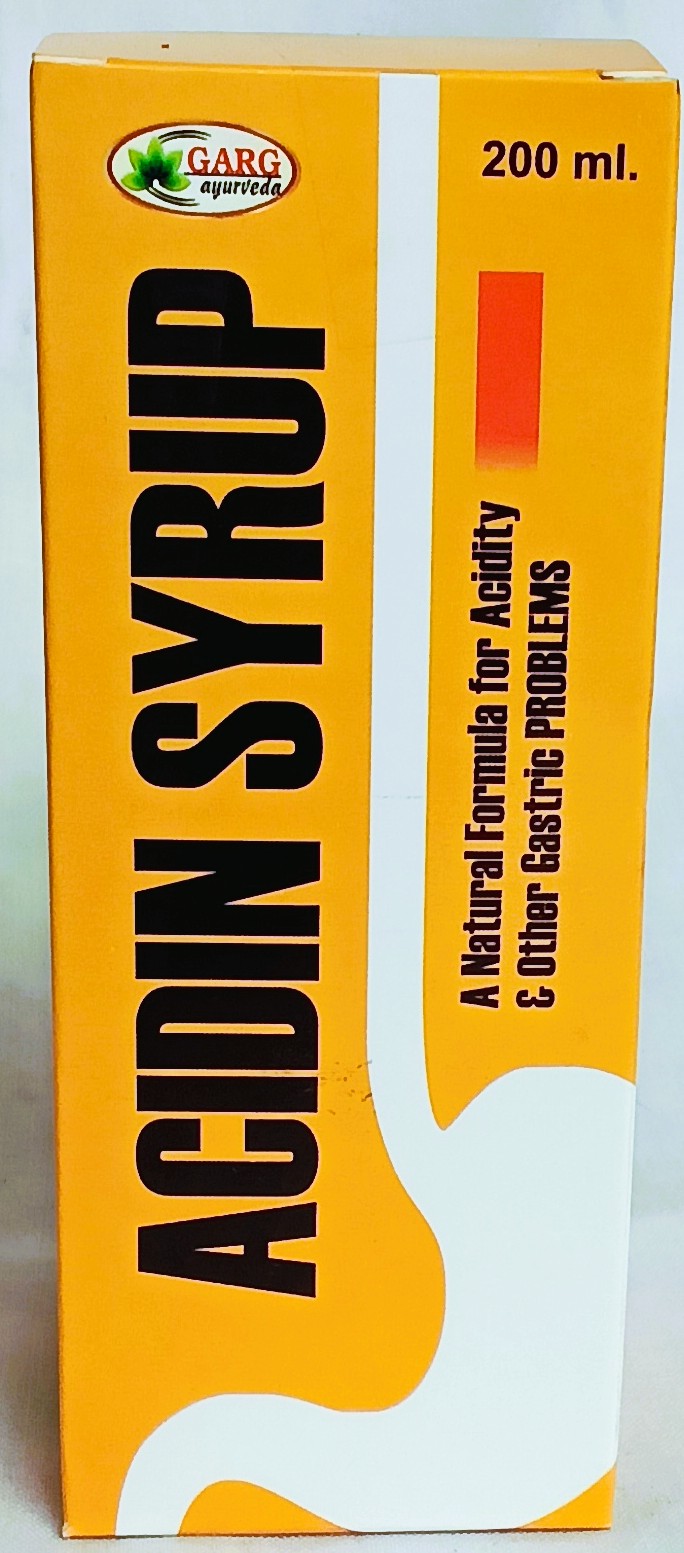 GARG
ayurveda
200 ml.
ACIDIN SYRUP
A Natural Formula for Acidity
& Other Gastric PROBLEMS